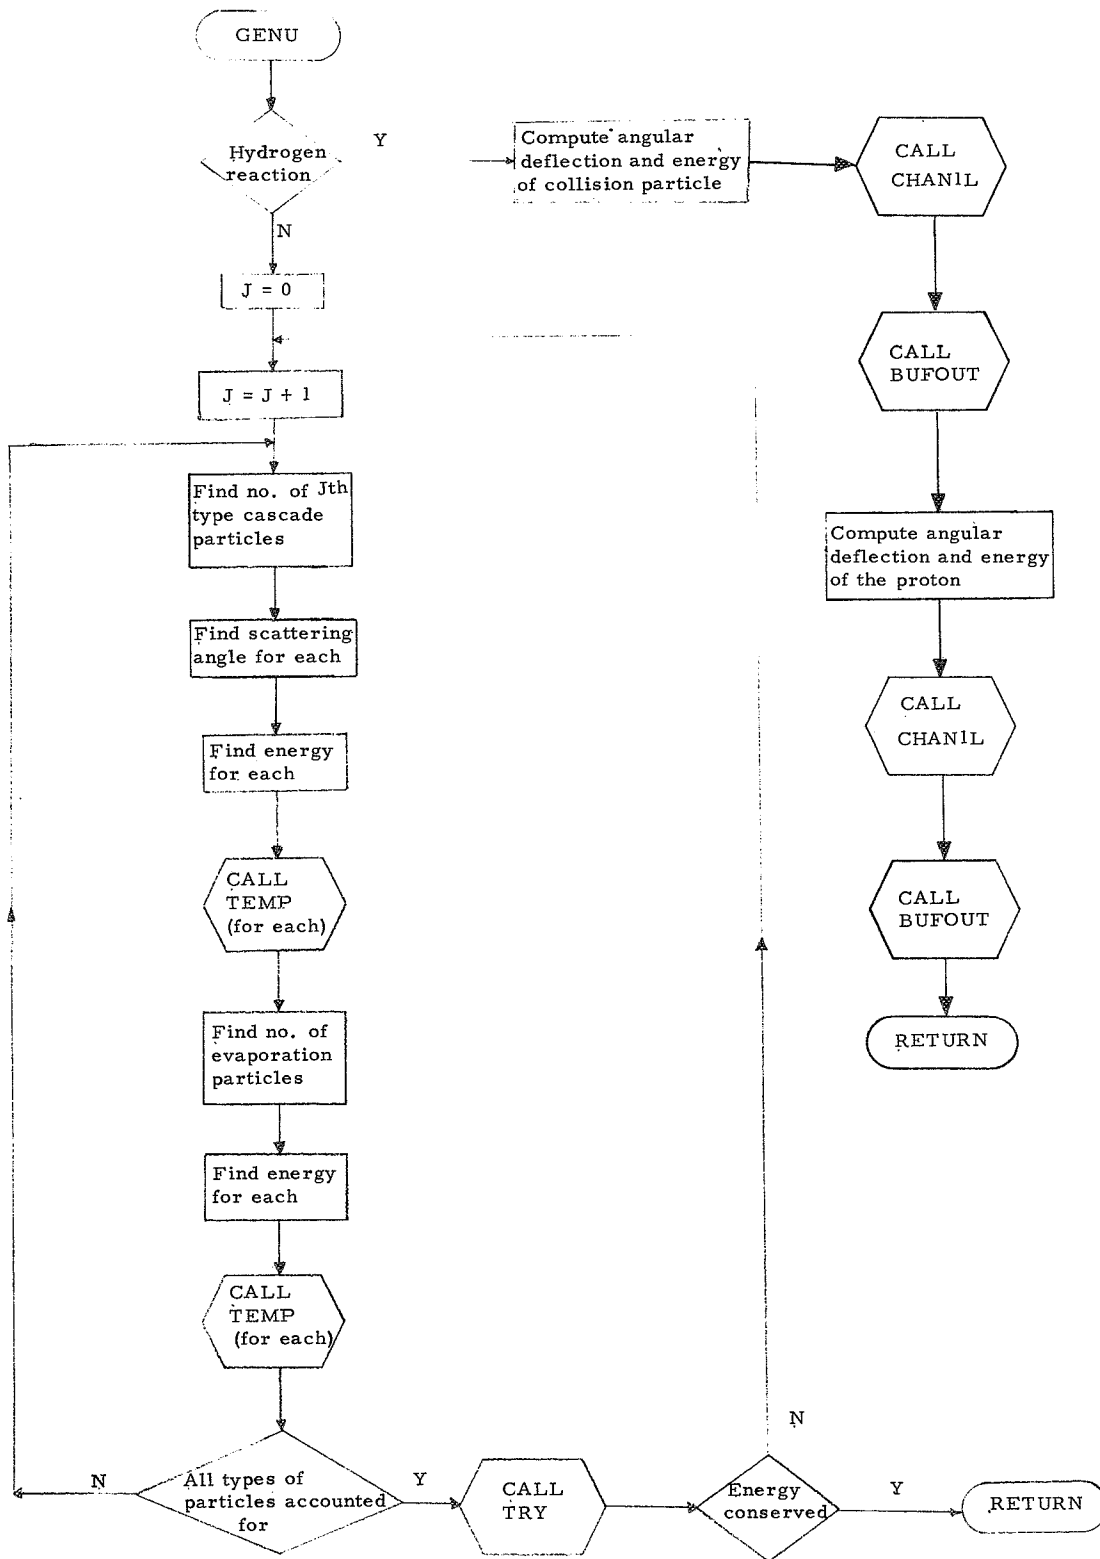 GENU
Hydrogen
reaction
Y
N
Compute angular
deflection and energy
of collision particle
CALL
CHAN1L
J = 0
CALL
BUFOUT
J = J + 1
Find no. of Jth
type cascade
particles
Compute angular
deflection and energy
of the proton
Find scattering
angle for each
CALL
CHAN1L
Find energy
for each
CALL
TEMP
(for each)
CALL
BUFOUT
Find no. of
evaporation
particles
RETURN
Find energy
for each
CALL
TEMP
(for each)
N
All types of
particles accounted
for
Y
CALL
TRY
N
Energy
conserved
Y
RETURN